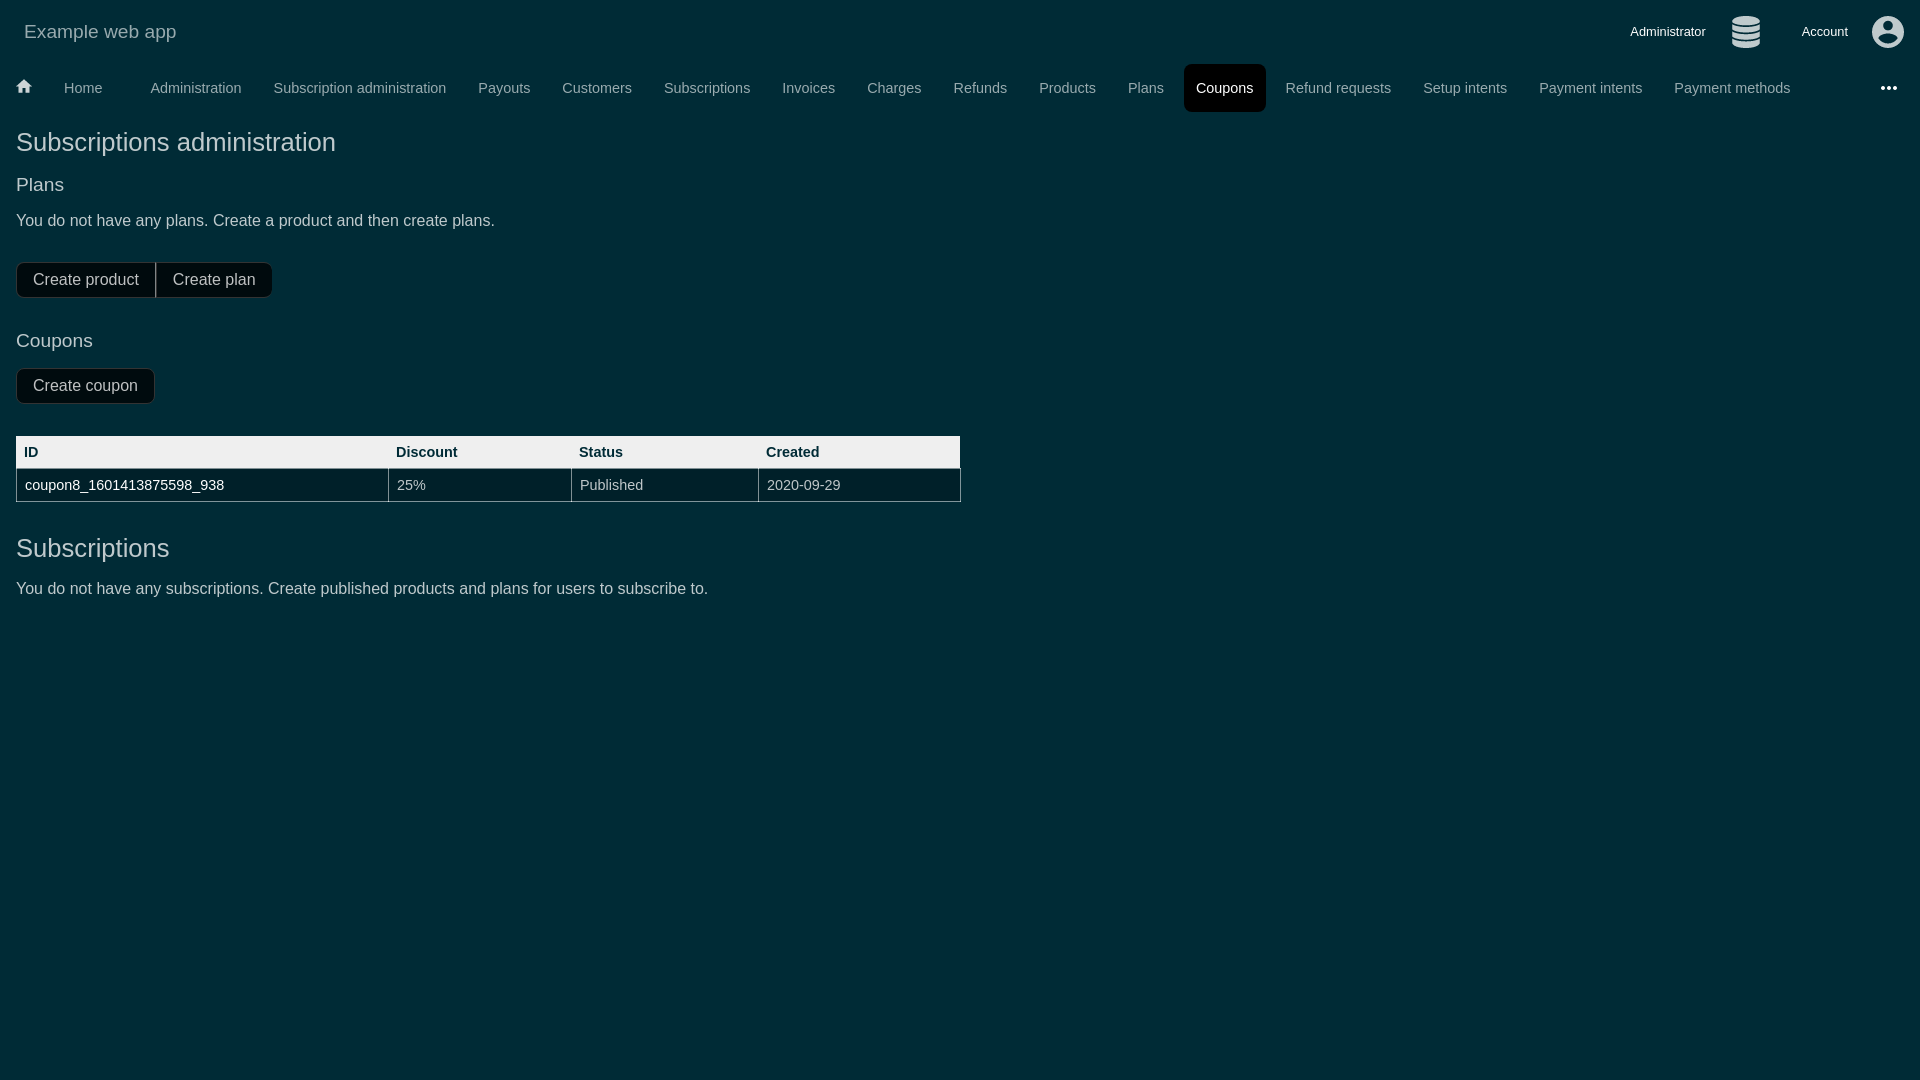 Example web app
Administrator Account
Home Administration Subscription administration Payouts Customers Subscriptions Invoices Charges Refunds Products Plans Coupons Refund requests Setup intents Payment intents Payment methods
Subscriptions administration
Plans
You do not have any plans. Create a product and then create plans.
Create product Create plan
Coupons
Create coupon
ID Discount Status Created
coupon8_1601413875598_938 25% Published 2020-09-29
Subscriptions
You do not have any subscriptions. Create published products and plans for users to subscribe to.